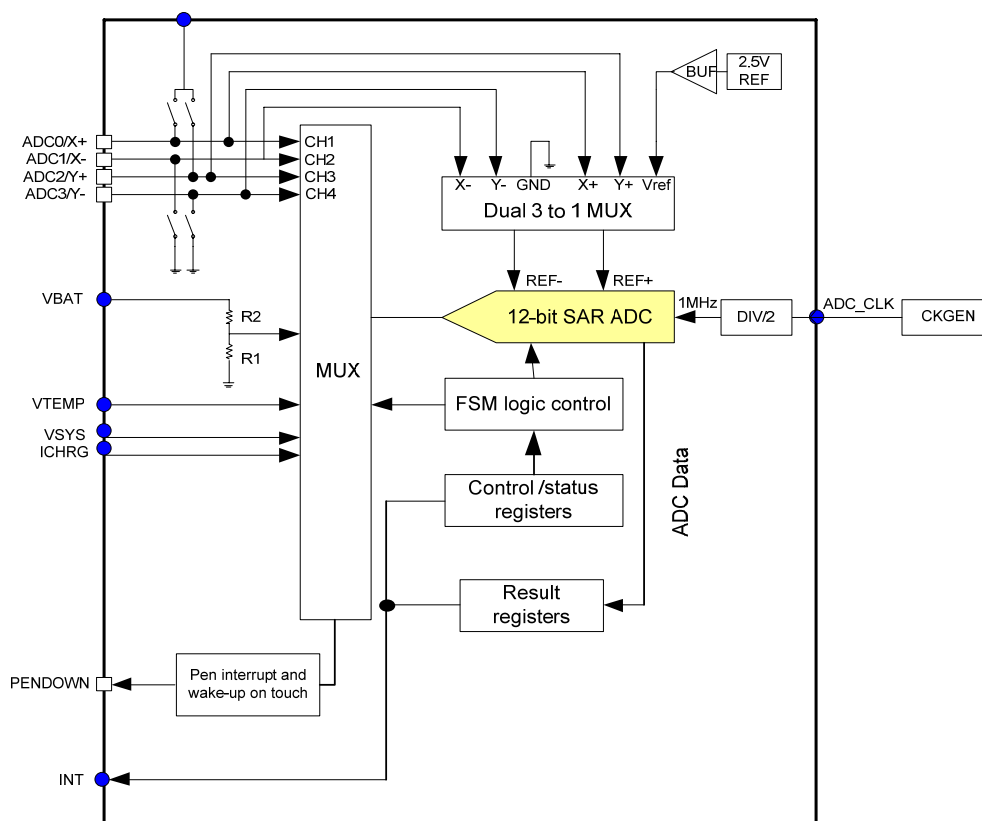 BUF
2.5V
REF
ADC0/X+
ADC1/X-
ADC2/Y+
ADC3/Y-
CH1
CH2
CH3
CH4
X-
Y-
GND
X+
Y+
Vref
Dual 3 to 1 MUX
REF-
REF+
VBAT
R2
R1
12-bit SAR ADC
1MHz
DIV/2
ADC_CLK
CKGEN
MUX
VTEMP
FSM logic control
VSYS
ICHRG
Control /status
registers
ADC Data
Result
registers
PENDOWN
Pen interrupt and
wake-up on touch
INT